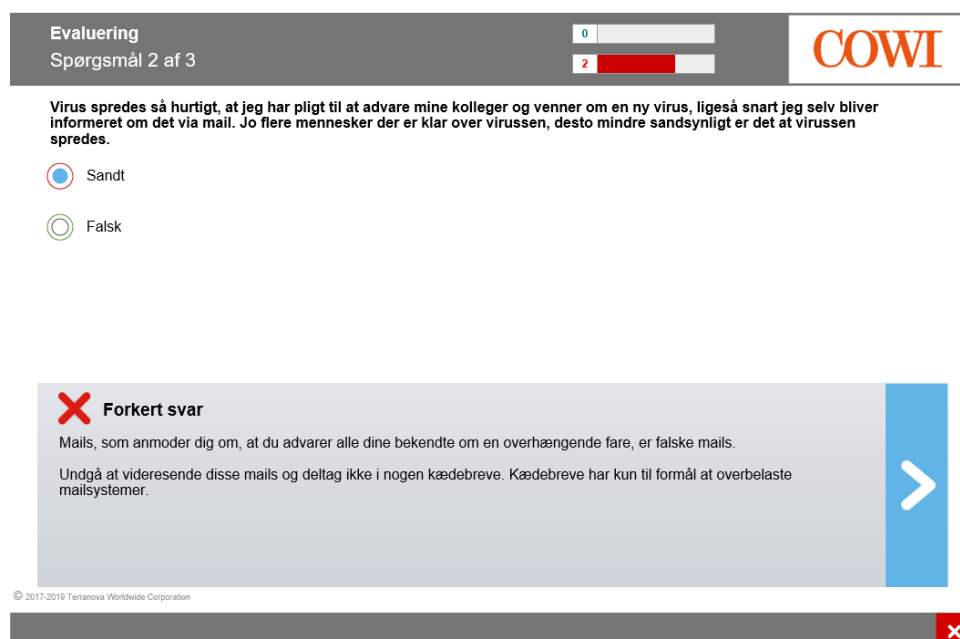 Evaluering
Spørgsmål 2 af 3
0
2
COWI
Virus spredes så hurtigt, at jeg har pligt til at advare mine kolleger og venner om en ny virus, ligeså snart jeg selv bliver
informeret om det via mail. Jo flere mennesker der er klar over virussen, desto mindre sandsynligt er det at virussen
spredes.
Sandt
Falsk
Forkert svar
Mails, som anmoder dig om, at du advarer alle dine bekendte om en overhængende fare, er falske mails.
Undgå at videresende disse mails og deltag ikke i nogen kædebreve. Kædebreve har kun til formål at overbelaste
mailsystemer.
© 2017-2019 Terranova Worldwide Corporation